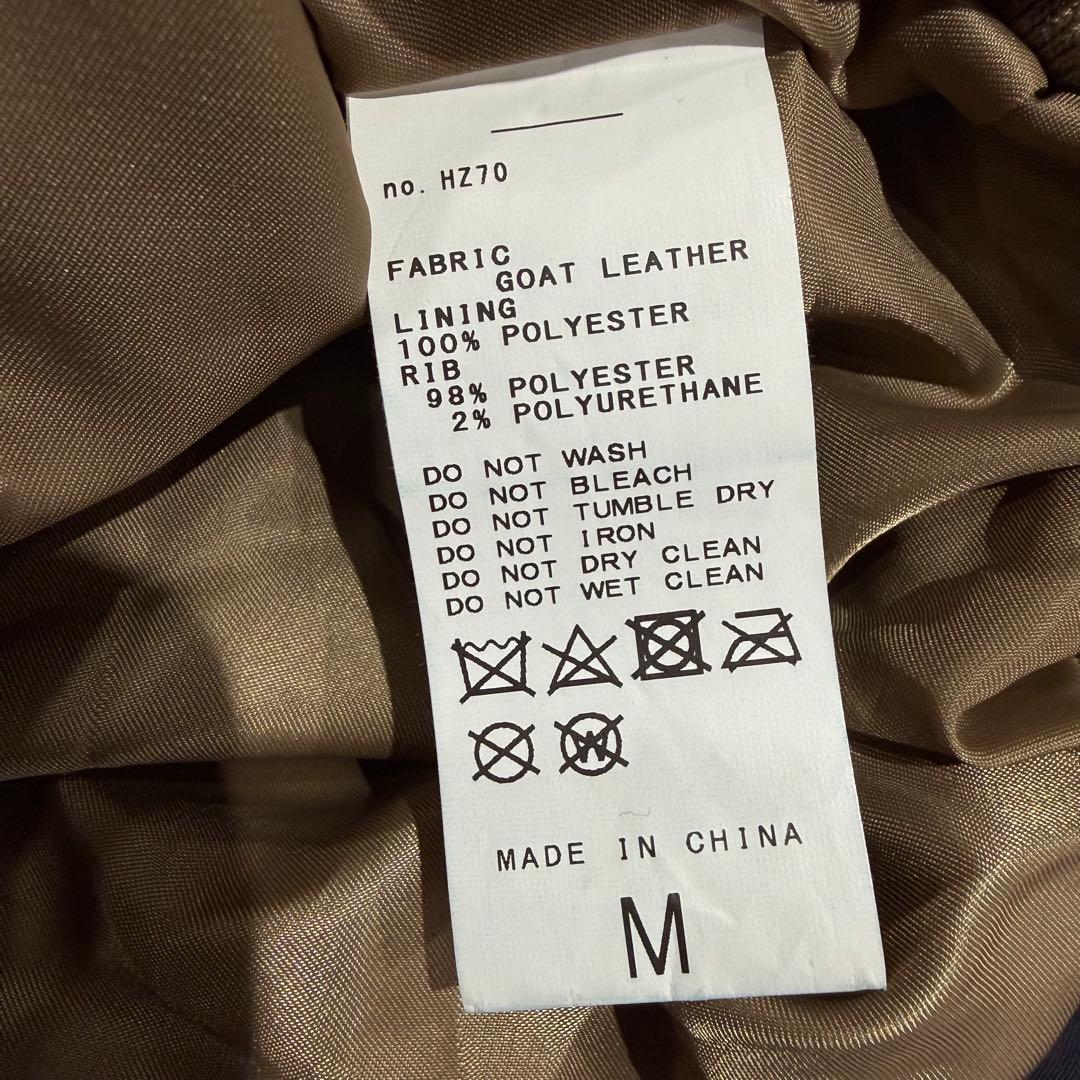 no. HZ70
FABRIC
GOAT LEATHER
LINING
100% POLYESTER
RIB
98% POLYESTER
2% POLYURETHANE
DO NOT WASH
DO NOT BLEACH
DO NOT TUMBLE DRY
DO NOT IRON
DO NOT DRY CLEAN
DO NOT WET CLEAN
W
MADE IN CHINA
M